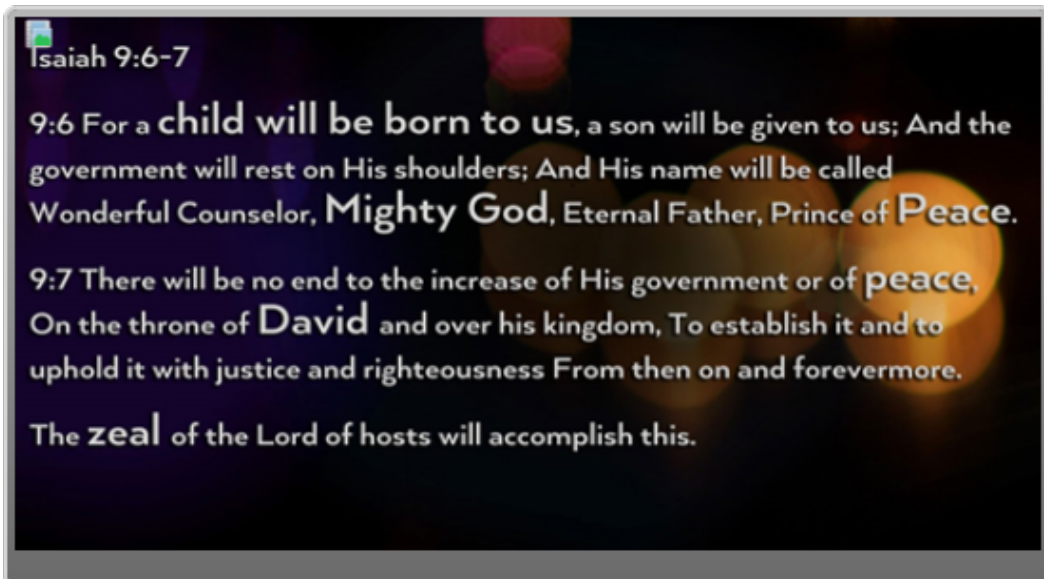 Isaiah 9:6-7
9:6 For a child will be born to us, a son will be given to us; And the
government will rest on His shoulders; And His name will be called
Wonderful Counselor, Mighty God, Eternal Father, Prince of Peace.
9:7 There will be no end to the increase of His government or of peace,
On the throne of David and over his kingdom, To establish it and to
uphold it with justice and righteousness From then on and forevermore.
The zeal of the Lord of hosts will accomplish this.